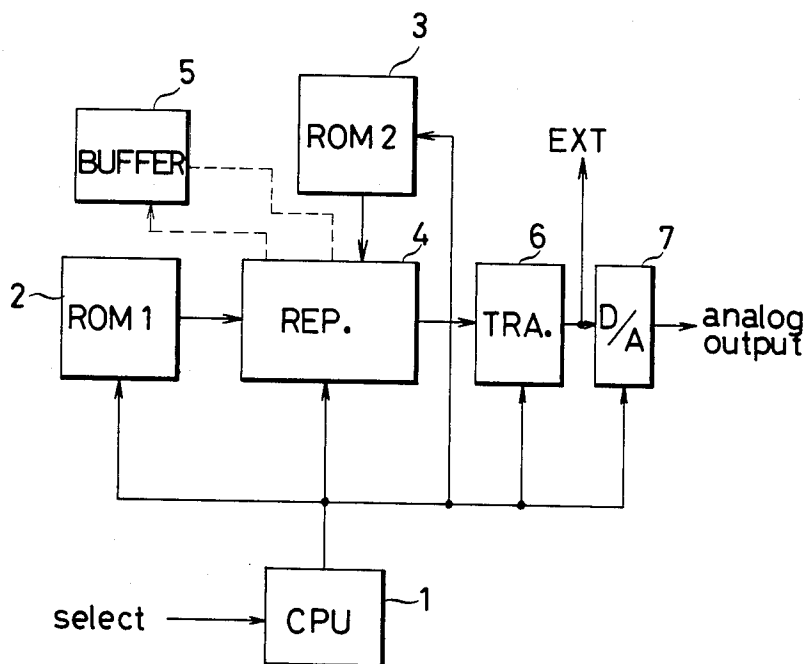 3
5
ROM 2
EXT
BUFFER
4
6
7
2
ROM 1
REP.
TRA.
D/A
analog
output
1
select
CPU